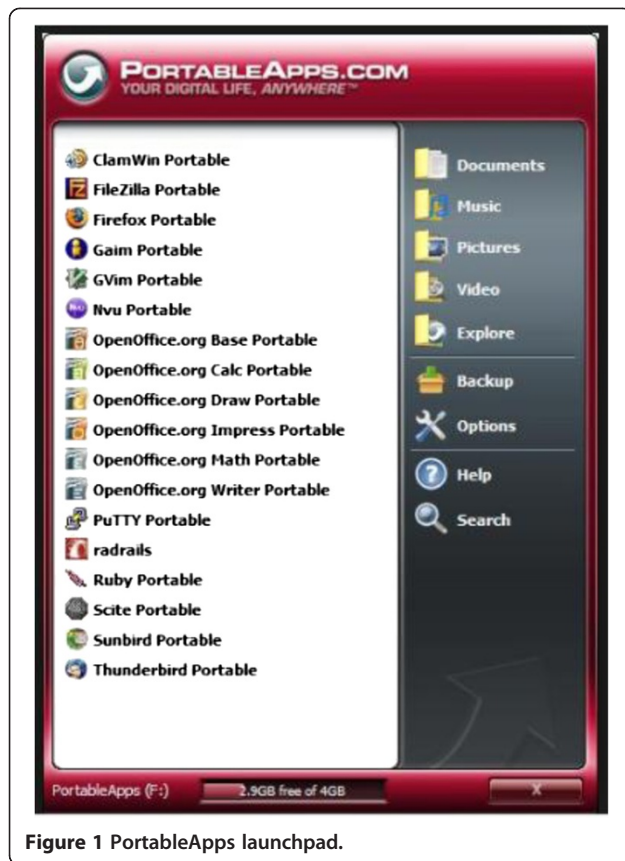 PORTABLEAPPS.COM
YOUR DIGITAL LIFE, ANYWHERE™
ClamWin Portable
FileZilla Portable
Firefox Portable
Gaim Portable
GVim Portable
Nvu Portable
OpenOffice.org Base Portable
OpenOffice.org Calc Portable
OpenOffice.org Draw Portable
OpenOffice.org Impress Portable
OpenOffice.org Math Portable
OpenOffice.org Writer Portable
PuTTY Portable
radrails
Ruby Portable
Scite Portable
Sunbird Portable
Thunderbird Portable
Documents
Music
Pictures
Video
Explore
Backup
Options
Help
Search
PortableApps (F:)
2.9GB free of 4GB
X
Figure 1 PortableApps launchpad.